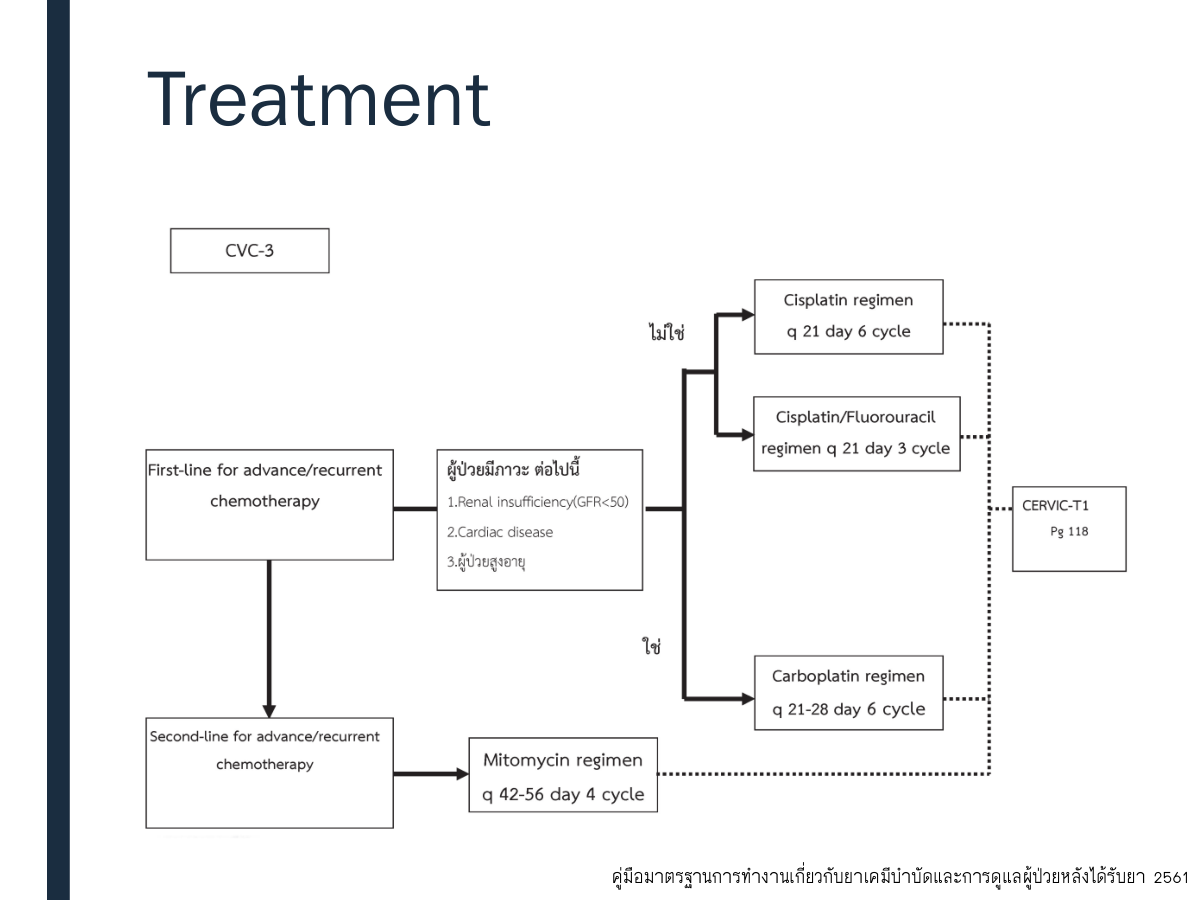 Treatment
CVC-3
Cisplatin regimen
q 21 day 6 cycle
ไม่ใช่
Cisplatin/Fluorouracil
regimen q 21 day 3 cycle
First-line for advance/recurrent
chemotherapy
ผู้ป่วยมีภาวะ ต่อไปนี้
1.Renal insufficiency(GFR<50)
2.Cardiac disease
3.ผู้ป่วยสูงอายุ
CERVIC-T1
Pg 118
ใช่
Carboplatin regimen
q 21-28 day 6 cycle
Second-line for advance/recurrent
chemotherapy
Mitomycin regimen
q 42-56 day 4 cycle
คู่มือมาตรฐานการทำงานเกี่ยวกับยาเคมีบำบัดและการดูแลผู้ป่วยหลังได้รับยา 2561